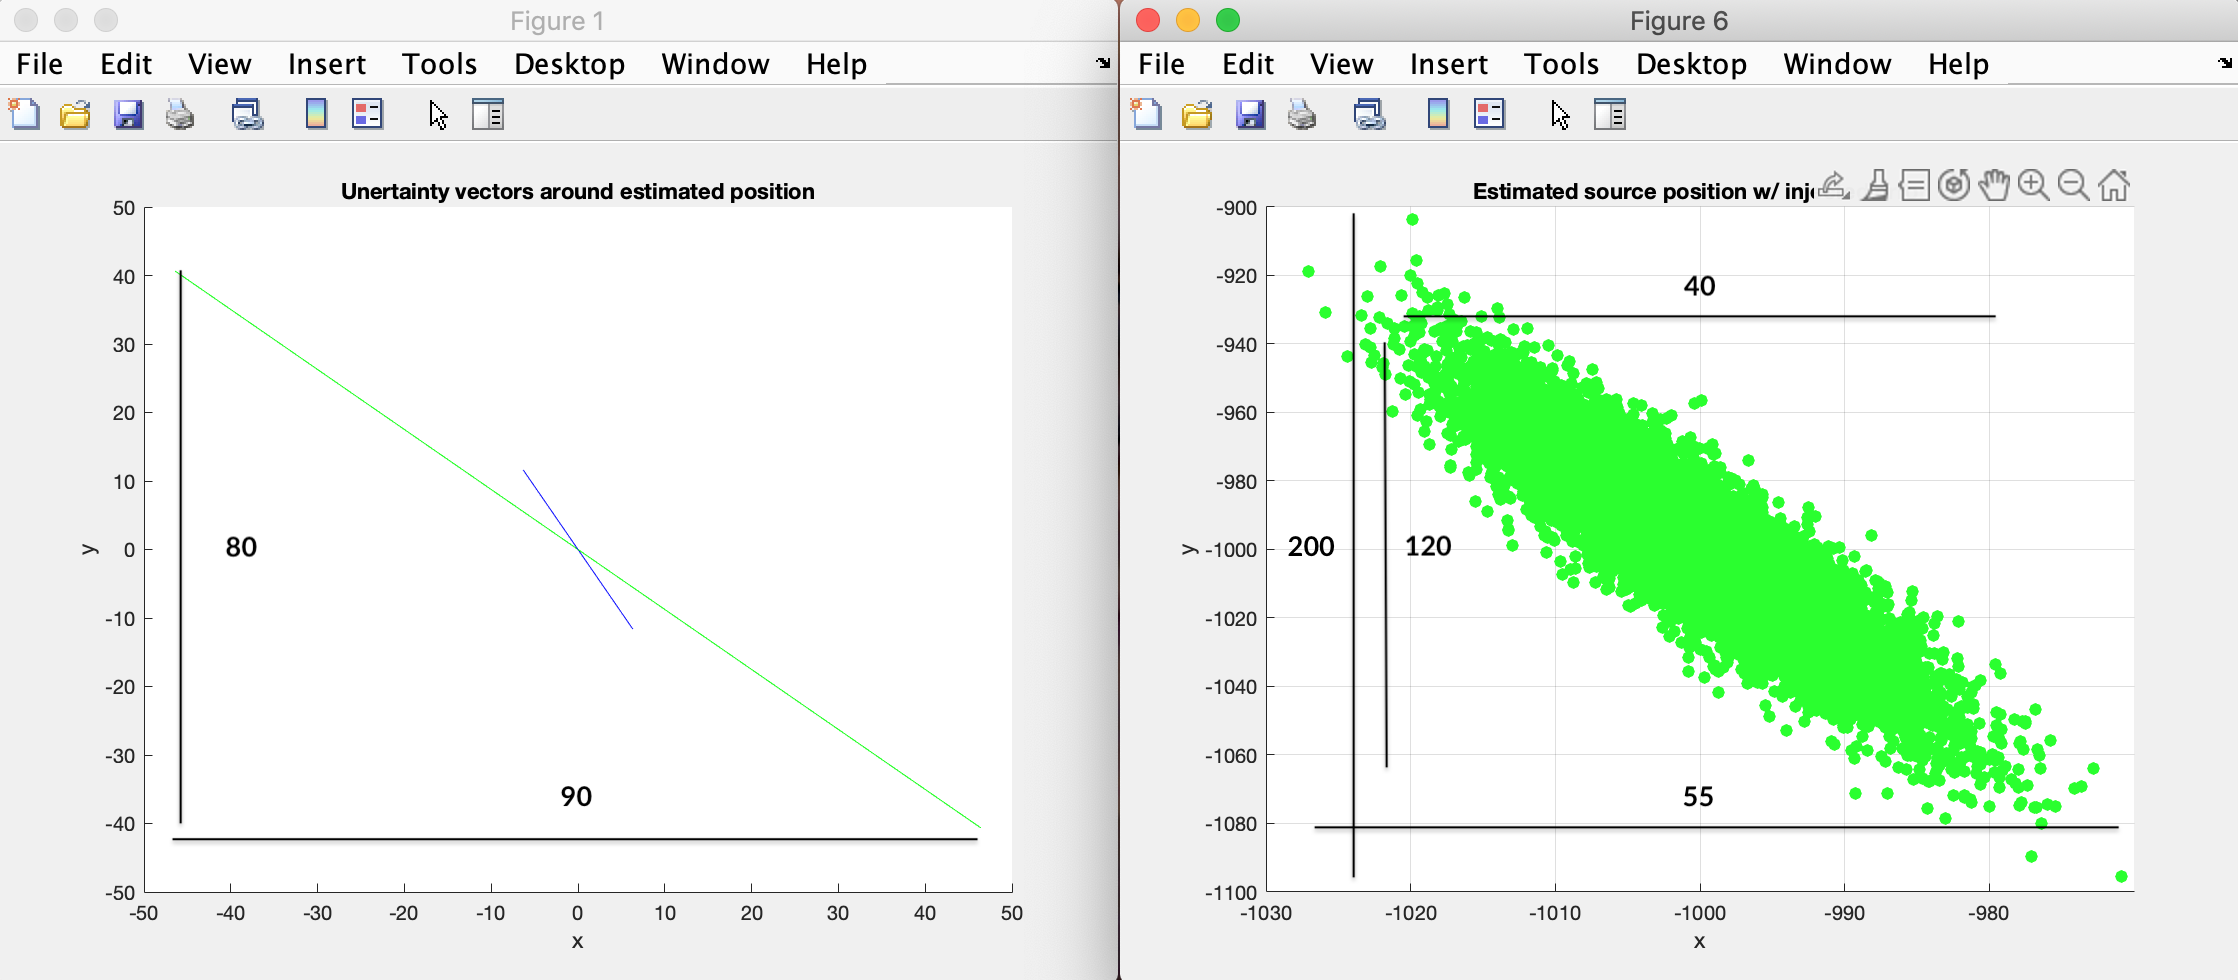 Figure 1
File Edit View Insert Tools Desktop Window Help
Unertainty vectors around estimated position
50
40
30
20
10
0
-10
-20
-30
-40
-50
y
80
90
-50 -40 -30 -20 -10 0 10 20 30 40 50
x
Figure 6
File Edit View Insert Tools Desktop Window Help
Estimated source position w/
-900
-920
-940
-960
-980
-1000
-1020
-1040
-1060
-1080
-1100
y
40
200
120
55
-1030 -1020 -1010 -1000 -990 -980
x